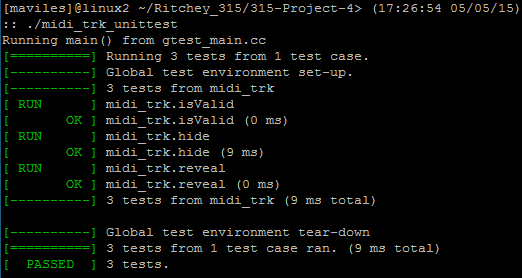 [maviles]@linux2 ~/Ritchey_315/315-Project-4> (17:26:54 05/05/15)
:: ./midi_trk_unittest
Running main() from gtest_main.cc
[==========] Running 3 tests from 1 test case.
[----------] Global test environment set-up.
[----------] 3 tests from midi_trk
[ RUN      ] midi_trk.isValid
[       OK ] midi_trk.isValid (0 ms)
[ RUN      ] midi_trk.hide
[       OK ] midi_trk.hide (9 ms)
[ RUN      ] midi_trk.reveal
[       OK ] midi_trk.reveal (0 ms)
[----------] 3 tests from midi_trk (9 ms total)

[----------] Global test environment tear-down
[==========] 3 tests from 1 test case ran. (9 ms total)
[  PASSED  ] 3 tests.